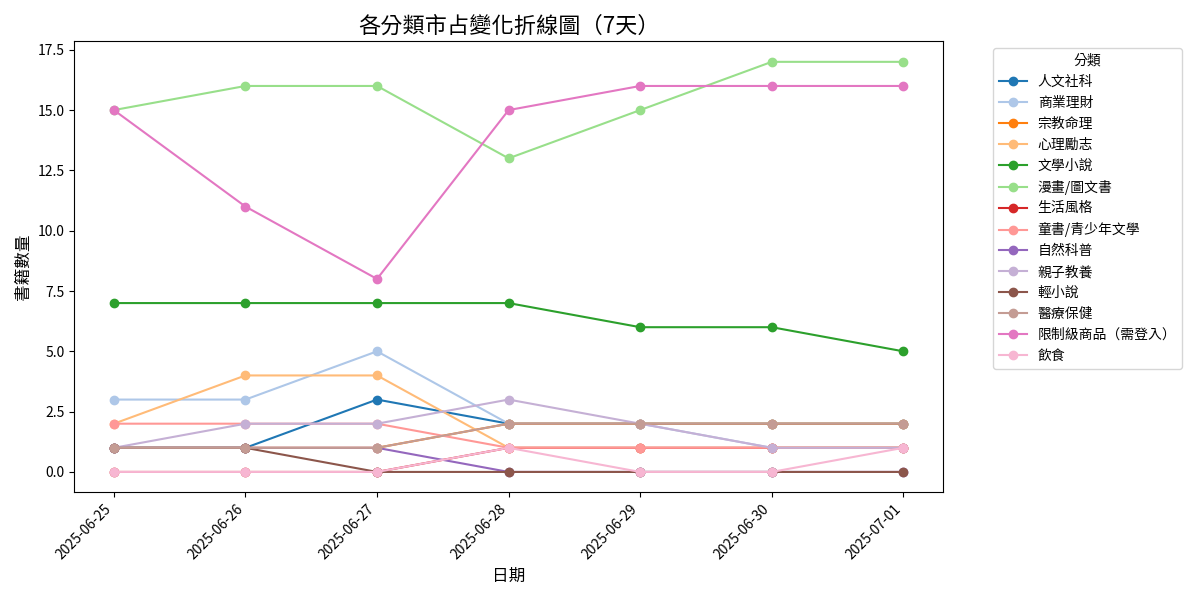 各分類市占變化折線圖（7天）
書籍數量
17.5
15.0
12.5
10.0
7.5
5.0
2.5
0.0
2025-06-25
2025-06-26
2025-06-27
2025-06-28
2025-06-29
2025-06-30
2025-07-01
日期
分類
人文社科
商業理財
宗教命理
心理勵志
文學小說
漫畫/圖文書
生活風格
童書/青少年文學
自然科普
親子教養
輕小說
醫療保健
限制級商品（需登入）
飲食